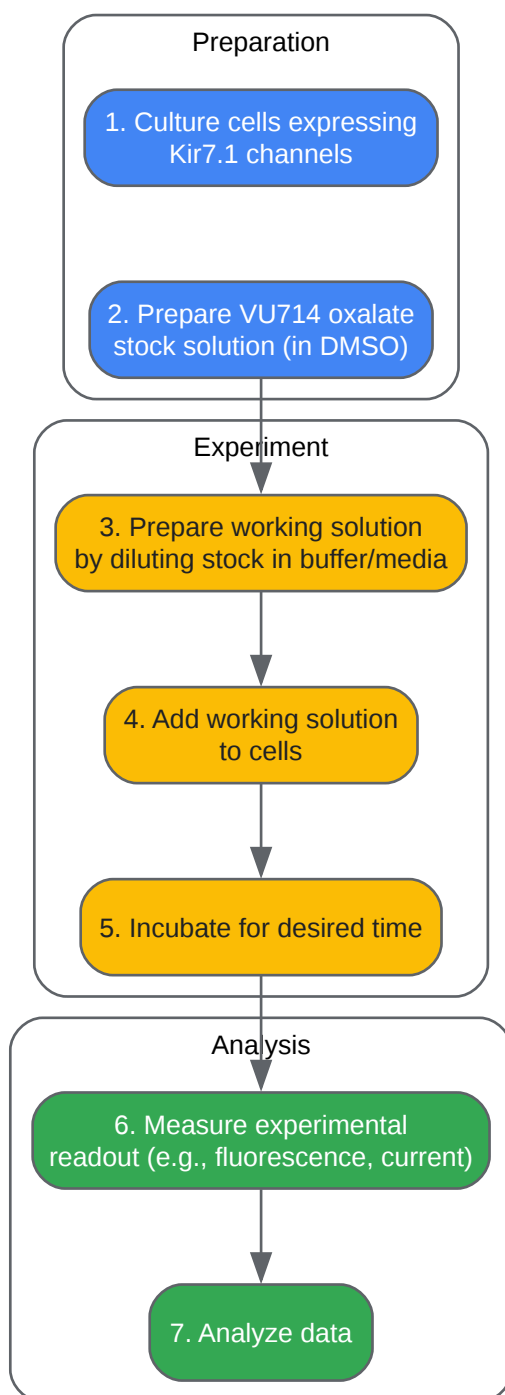 Preparation
1. Culture cells expressing
Kir7.1 channels
2. Prepare VU714 oxalate
stock solution (in DMSO)
Experiment
3. Prepare working solution
by diluting stock in buffer/media
4. Add working solution
to cells
5. Incubate for desired time
Analysis
6. Measure experimental
readout (e.g., fluorescence, current)
7. Analyze data